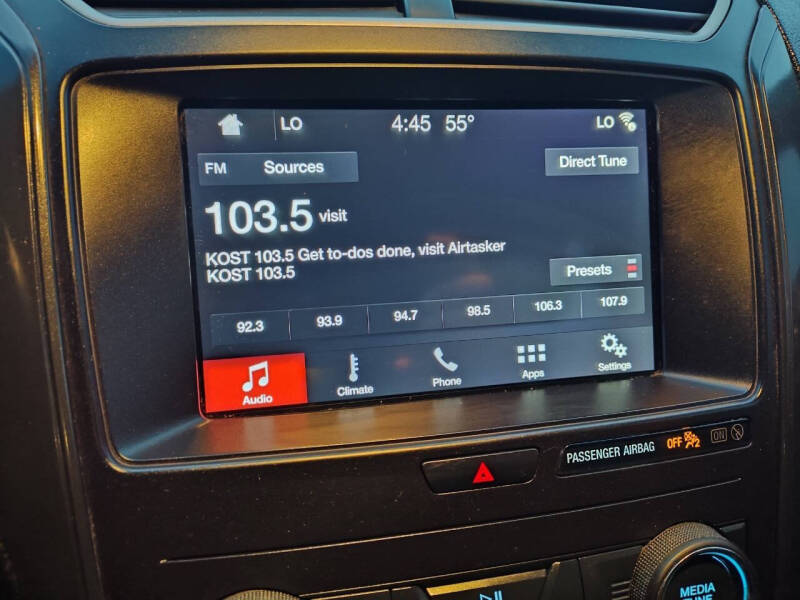 LO 4:45 55° LO
FM Sources Direct Tune
103.5 visit
KOST 103.5 Get to-dos done, visit Airtasker
KOST 103.5
Presets
92.3 93.9 94.7 98.5 106.3 107.9
Audio Climate Phone Apps Settings
PASSENGER AIRBAG OFF 2 ON
MEDIA
TUNE